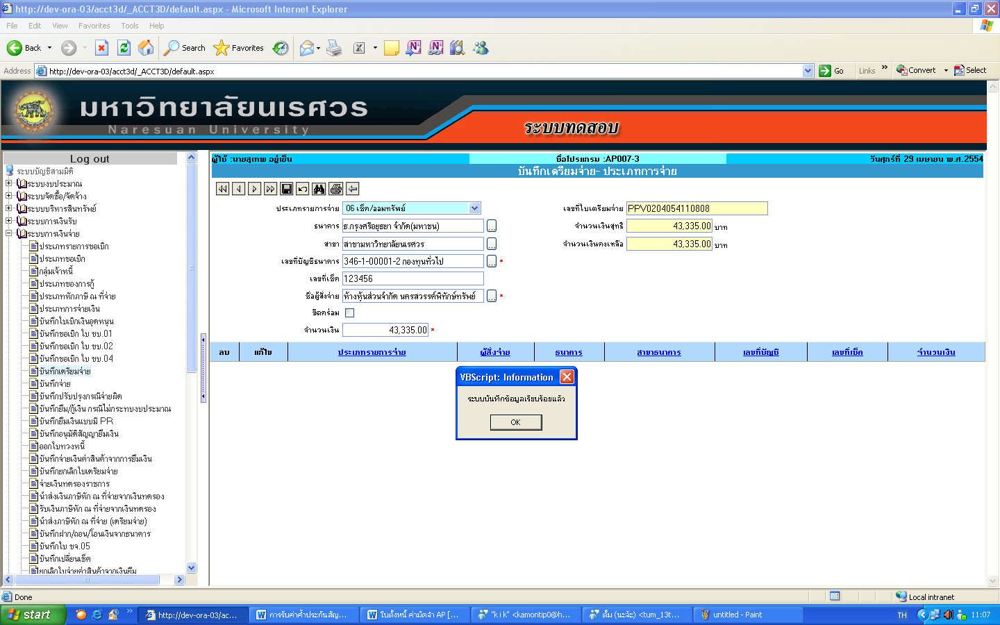 http://dev-ora-03/acct3d/_ACCT3D/default.aspx - Microsoft Internet Explorer
File Edit View Favorites Tools Help
Back Search Favorites
Address http://dev-ora-03/acct3d/_ACCT3D/default.aspx Go Links » Convert Select
มหาวิทยาลัยนเรศวร
Naresuan University
ระบบทดสอบ
Log out
ระบบบัญชีสามมิติ
ระบบงบประมาณ
ระบบจัดซื้อ/จัดจ้าง
ระบบบริหารสินทรัพย์
ระบบการเงินรับ
ระบบการเงินจ่าย
ประเภทรายการขอเบิก
ประเภทขอเบิก
กลุ่มเจ้าหนี้
ประเภทของการกู้
ประเภทหักภาษี ณ ที่จ่าย
ประเภทการจ่ายเงิน
บันทึกใบเบิกเงินอุดหนุน
บันทึกขอเบิก ใบ ขบ.01
บันทึกขอเบิก ใบ ขบ.02
บันทึกขอเบิก ใบ ขบ.04
บันทึกเตรียมจ่าย
บันทึกจ่าย
บันทึกปรับปรุงกรณีจ่ายผิด
บันทึกยืม/กู้เงิน กรณีไม่กระทบงบประมาณ
บันทึกยืมเงินแบบมี PR
บันทึกอนุมัติสัญญายืมเงิน
ออกใบทวงหนี้
บันทึกจ่ายเงินค่าสินค้าจากการยืมเงิน
บันทึกยกเลิกใบเตรียมจ่าย
จ่ายเงินทดรองราชการ
นำส่งเงินภาษีหัก ณ ที่จ่ายจากเงินทดรอง
รับเงินภาษีหัก ณ ที่จ่ายจากเงินทดรอง
นำส่งภาษีหัก ณ ที่จ่าย (เตรียมจ่าย)
บันทึกฝาก/ถอน/โอนเงินจากธนาคาร
บันทึกใบ ขจ.05
บันทึกเปลี่ยนเช็ค
ยกเลิกใบจ่ายค่าสินค้าจากเงินยืม
ผู้ใช้ :นายสุเทพ อยู่เย็น ชื่อโปรแกรม :AP007-3 วันศุกร์ที่ 29 เมษายน พ.ศ.2554
บันทึกเตรียมจ่าย- ประเภทการจ่าย
ประเภทรายการจ่าย 06 เช็ค/ออมทรัพย์ เลขที่ใบเตรียมจ่าย PPV0204054110808
ธนาคาร ธ.กรุงศรีอยุธยา จำกัด(มหาชน) ... จำนวนเงินสุทธิ 43,335.00 บาท
สาขา สาขามหาวิทยาลัยนเรศวร ... จำนวนเงินคงเหลือ 43,335.00 บาท
เลขที่บัญชีธนาคาร 346-1-00001-2 กองทุนทั่วไป ... *
เลขที่เช็ค 123456
ชื่อผู้สั่งจ่าย ห้างหุ้นส่วนจำกัด นครสวรรค์พิทักษ์ทรัพย์ ... *
ขีดคร่อม
จำนวนเงิน 43,335.00 *
ลบ แก้ไข ประเภทรายการจ่าย ผู้สั่งจ่าย ธนาคาร สาขาธนาคาร เลขที่บัญชี เลขที่เช็ค จำนวนเงิน
VBScript: Information
ระบบบันทึกข้อมูลเรียบร้อยแล้ว
OK
Done Local intranet
start » http://dev-ora-03/ac... การรับค่าค้ำประกันสัญ... ใบตั้งหนี้ ค่ามัดจำ AP [... "k i k" <kamontip0@h... ตั้ม (นะจ๊ะ) <tum_13t... untitled - Paint TH 11:07